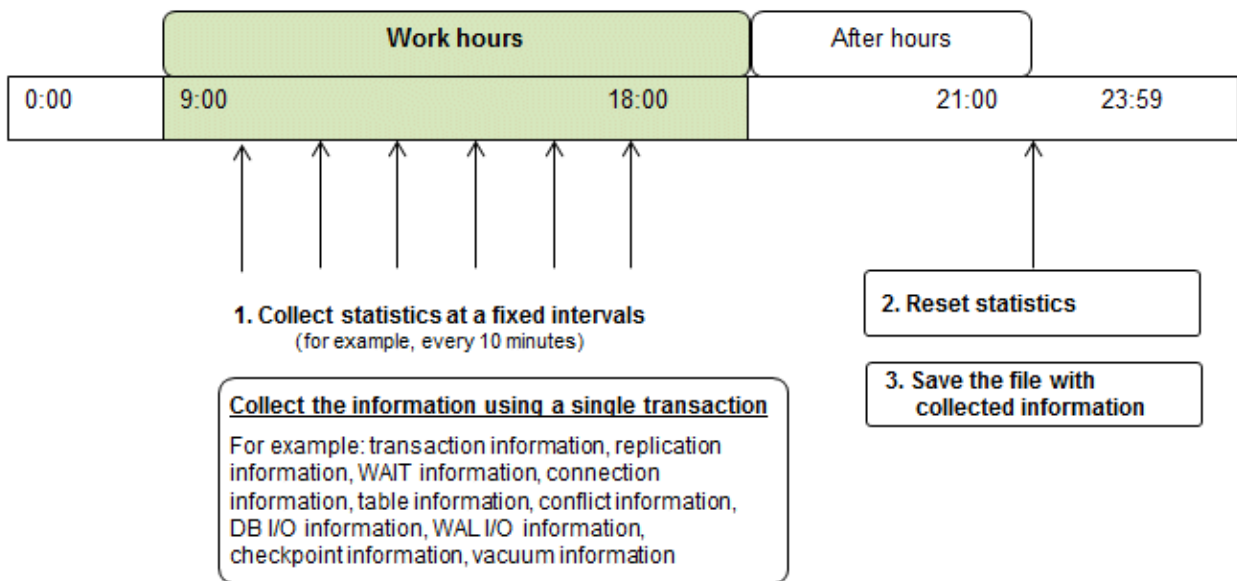 Work hours
After hours
0:00
9:00
18:00
21:00
23:59
1. Collect statistics at a fixed intervals
(for example, every 10 minutes)
2. Reset statistics
3. Save the file with
collected information
Collect the information using a single transaction
For example: transaction information, replication
information, WAIT information, connection
information, table information, conflict information,
DB I/O information, WAL I/O information,
checkpoint information, vacuum information